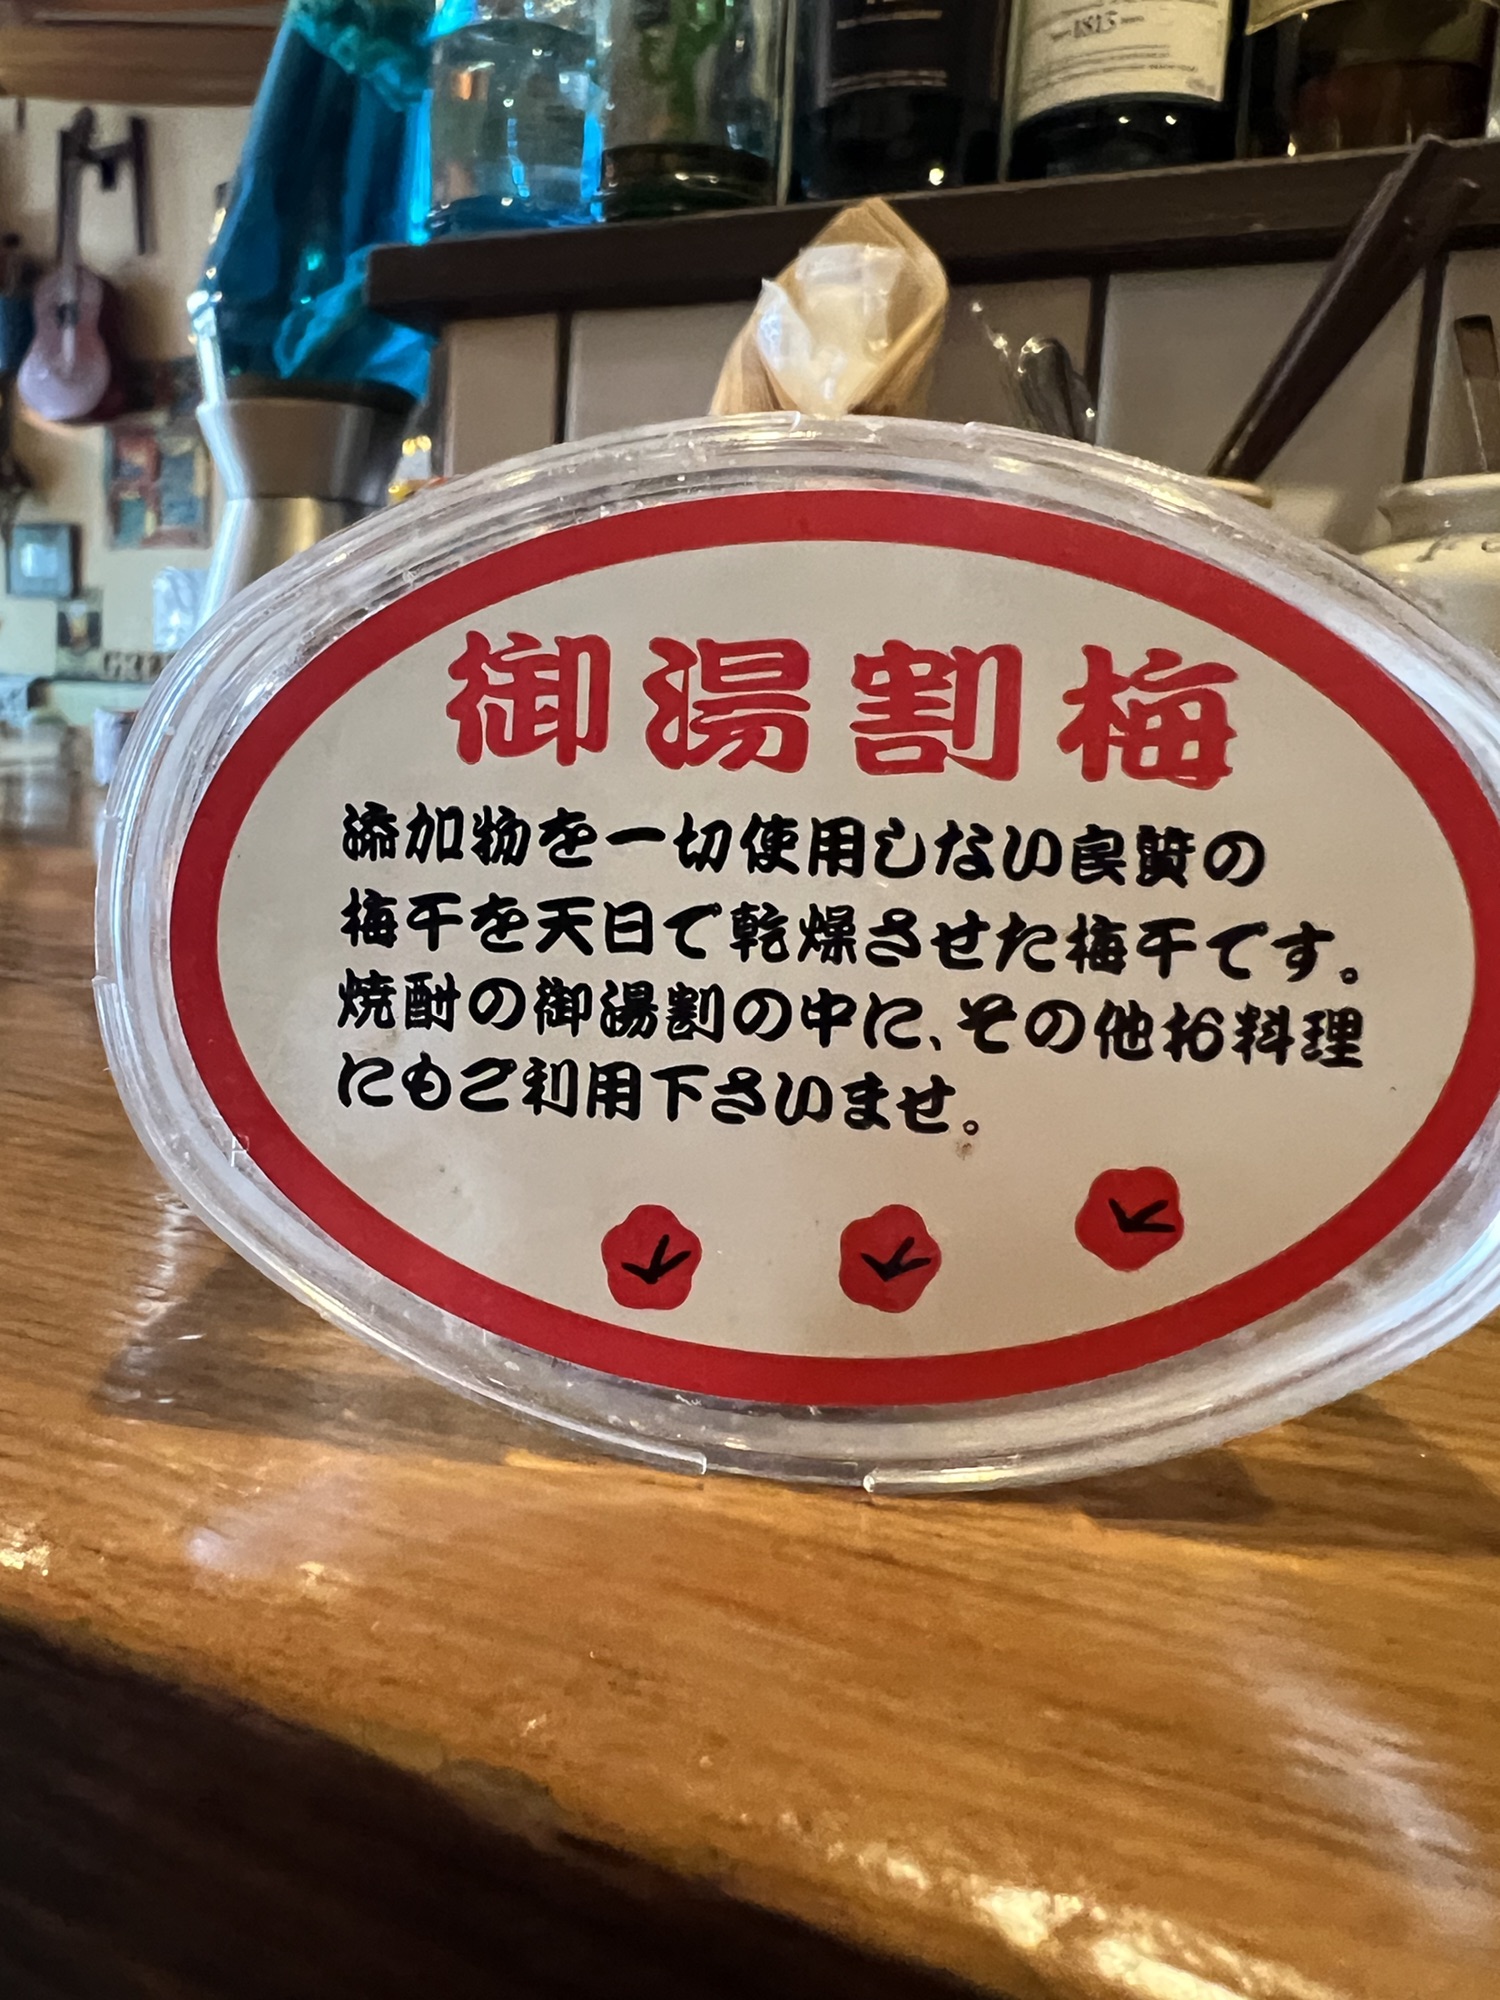 1815
御湯割梅
添加物を一切使用しない良質の
梅干を天日で乾燥させた梅干です。
焼酎の御湯割の中に、その他お料理
にもご利用下さいませ。